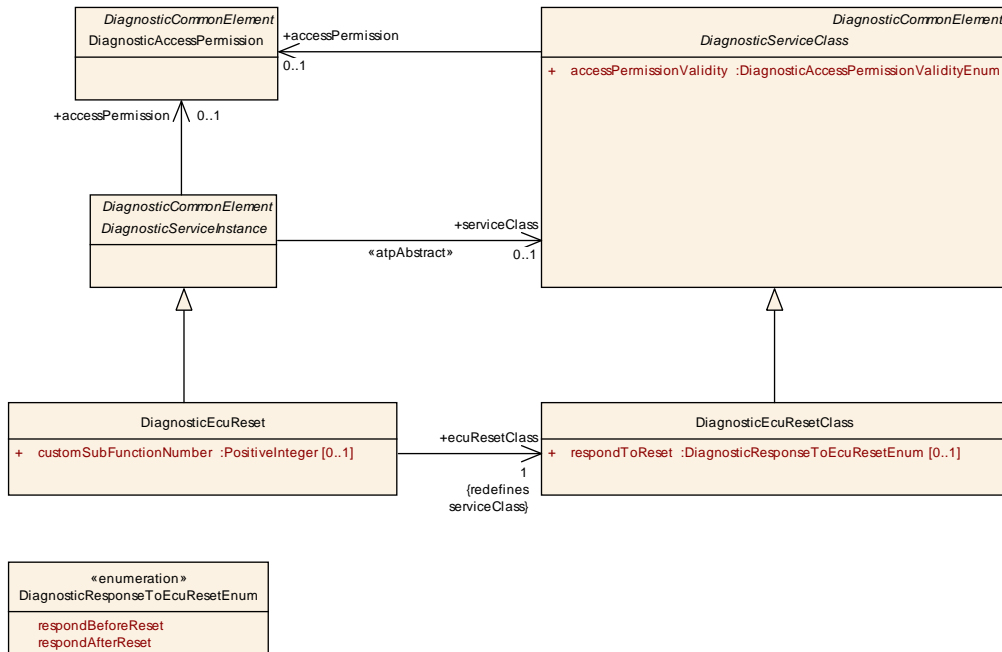 DiagnosticCommonElement
DiagnosticAccessPermission
+accessPermission
0..1
DiagnosticCommonElement
DiagnosticServiceClass
+ accessPermissionValidity :DiagnosticAccessPermissionValidityEnum
+accessPermission
0..1
DiagnosticCommonElement
DiagnosticServiceInstance
+serviceClass
«atpAbstract»
0..1
DiagnosticEcuReset
+ customSubFunctionNumber :PositiveInteger [0..1]
+ecuResetClass
1
{redefines
serviceClass}
DiagnosticEcuResetClass
+ respondToReset :DiagnosticResponseToEcuResetEnum [0..1]
«enumeration»
DiagnosticResponseToEcuResetEnum
respondBeforeReset
respondAfterReset